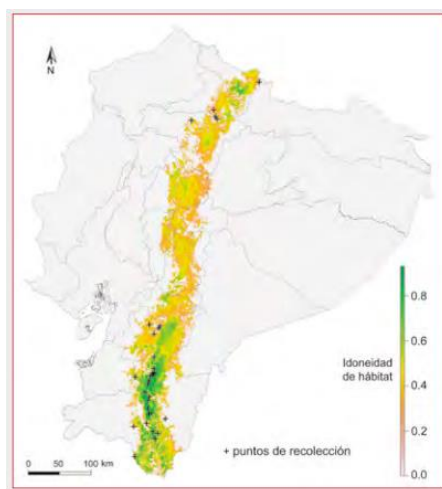 N
0.8
0.6
Idoneidad
de hábitat
0.4
0.2
0.0
+ puntos de recolección
0 50 100 km